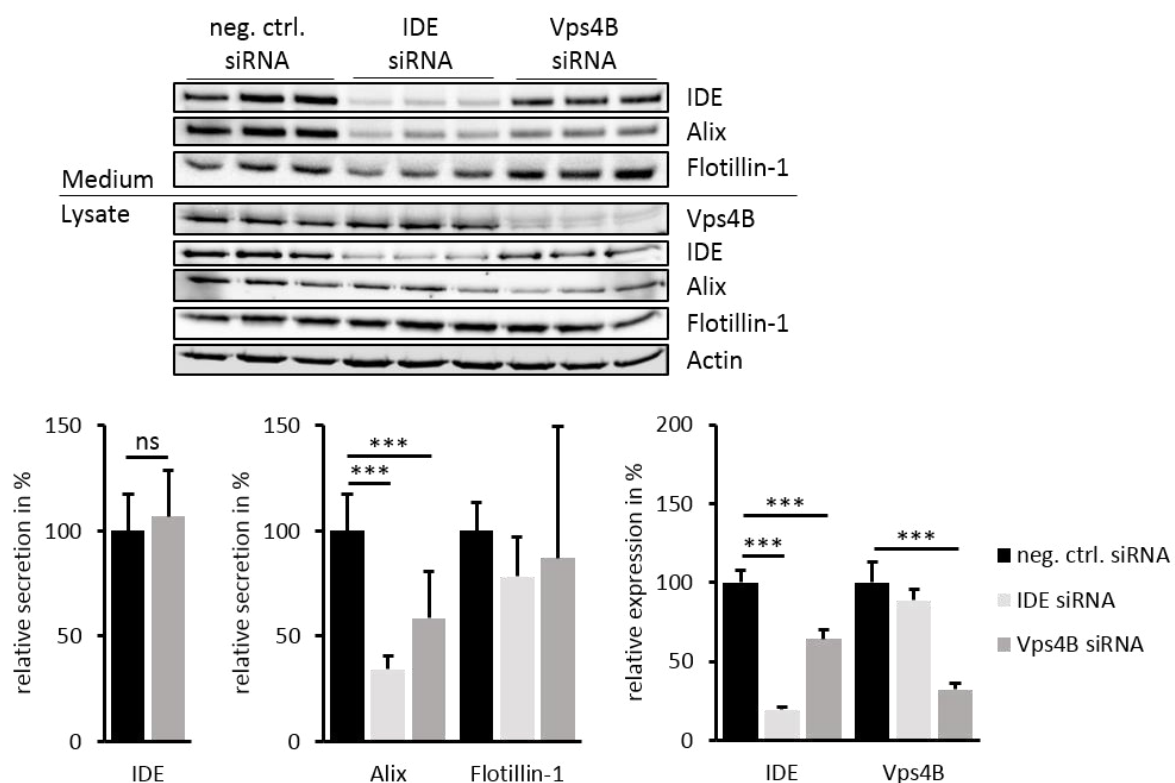 neg. ctrl. siRNA
IDE siRNA
Vps4B siRNA
IDE
Alix
Flotillin-1
Medium
Lysate
Vps4B
IDE
Alix
Flotillin-1
Actin
relative secretion in %
150
100
50
0
ns
IDE
relative secretion in %
150
100
50
0
***
***
Alix Flotillin-1
relative expression in %
200
150
100
50
0
***
***
***
IDE Vps4B
neg. ctrl. siRNA
IDE siRNA
Vps4B siRNA